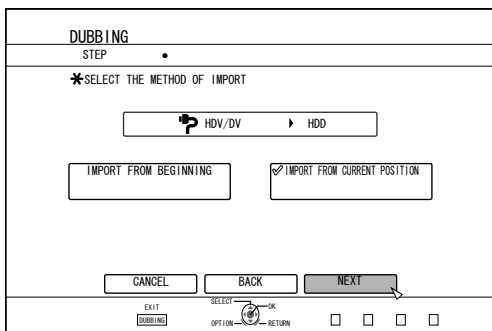 DUBBING
STEP
SELECT THE METHOD OF IMPORT
HDV/DV HDD
IMPORT FROM BEGINNING
IMPORT FROM CURRENT POSITION
CANCEL BACK NEXT
EXIT
DUBBING
SELECT
OK
OPTION
RETURN